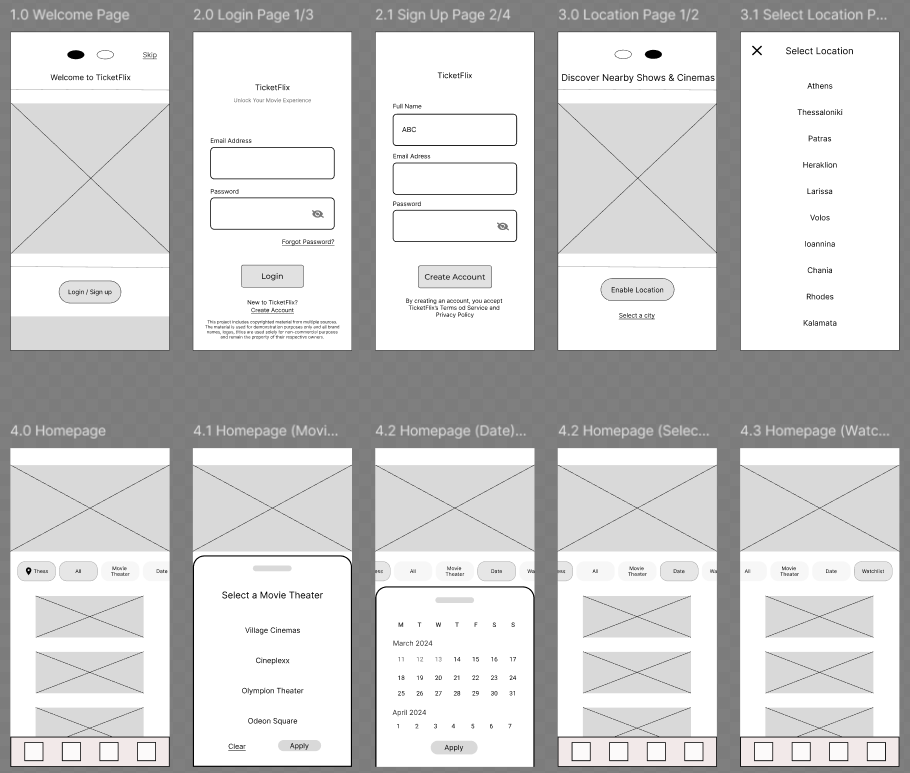 1.0 Welcome Page
2.0 Login Page 1/3
2.1 Sign Up Page 2/4
3.0 Location Page 1/2
3.1 Select Location P...
Skip
Welcome to TicketFlix
Login / Sign up
TicketFlix
Unlock Your Movie Experience
Email Address
Password
Forgot Password?
Login
New to TicketFlix?
Create Account
This project includes copyrighted material from multiple sources.
The material is used for demonstration purposes only and all brand
names, logos, titles are used solely for non-commercial purposes
and remain the property of their respective owners.
TicketFlix
Full Name
ABC
Email Adress
Password
Create Account
By creating an account, you accept
TicketFlix's Terms od Service and
Privacy Policy
Discover Nearby Shows & Cinemas
Enable Location
Select a city
Select Location
Athens
Thessaloniki
Patras
Heraklion
Larissa
Volos
Ioannina
Chania
Rhodes
Kalamata
4.0 Homepage
4.1 Homepage (Movi...
4.2 Homepage (Date)...
4.2 Homepage (Selec...
4.3 Homepage (Watc...
Thess
All
Movie
Theater
Date
Select a Movie Theater
Village Cinemas
Cineplexx
Olympion Theater
Odeon Square
Clear
Apply
ess
All
Movie
Theater
Date
Wa
M T W T F S S
March 2024
11 12 13 14 15 16 17
18 19 20 21 22 23 24
25 26 27 28 29 30 31
April 2024
1 2 3 4 5 6 7
Apply
ess
All
Movie
Theater
Date
Wa
All
Movie
Theater
Date
Watchlist